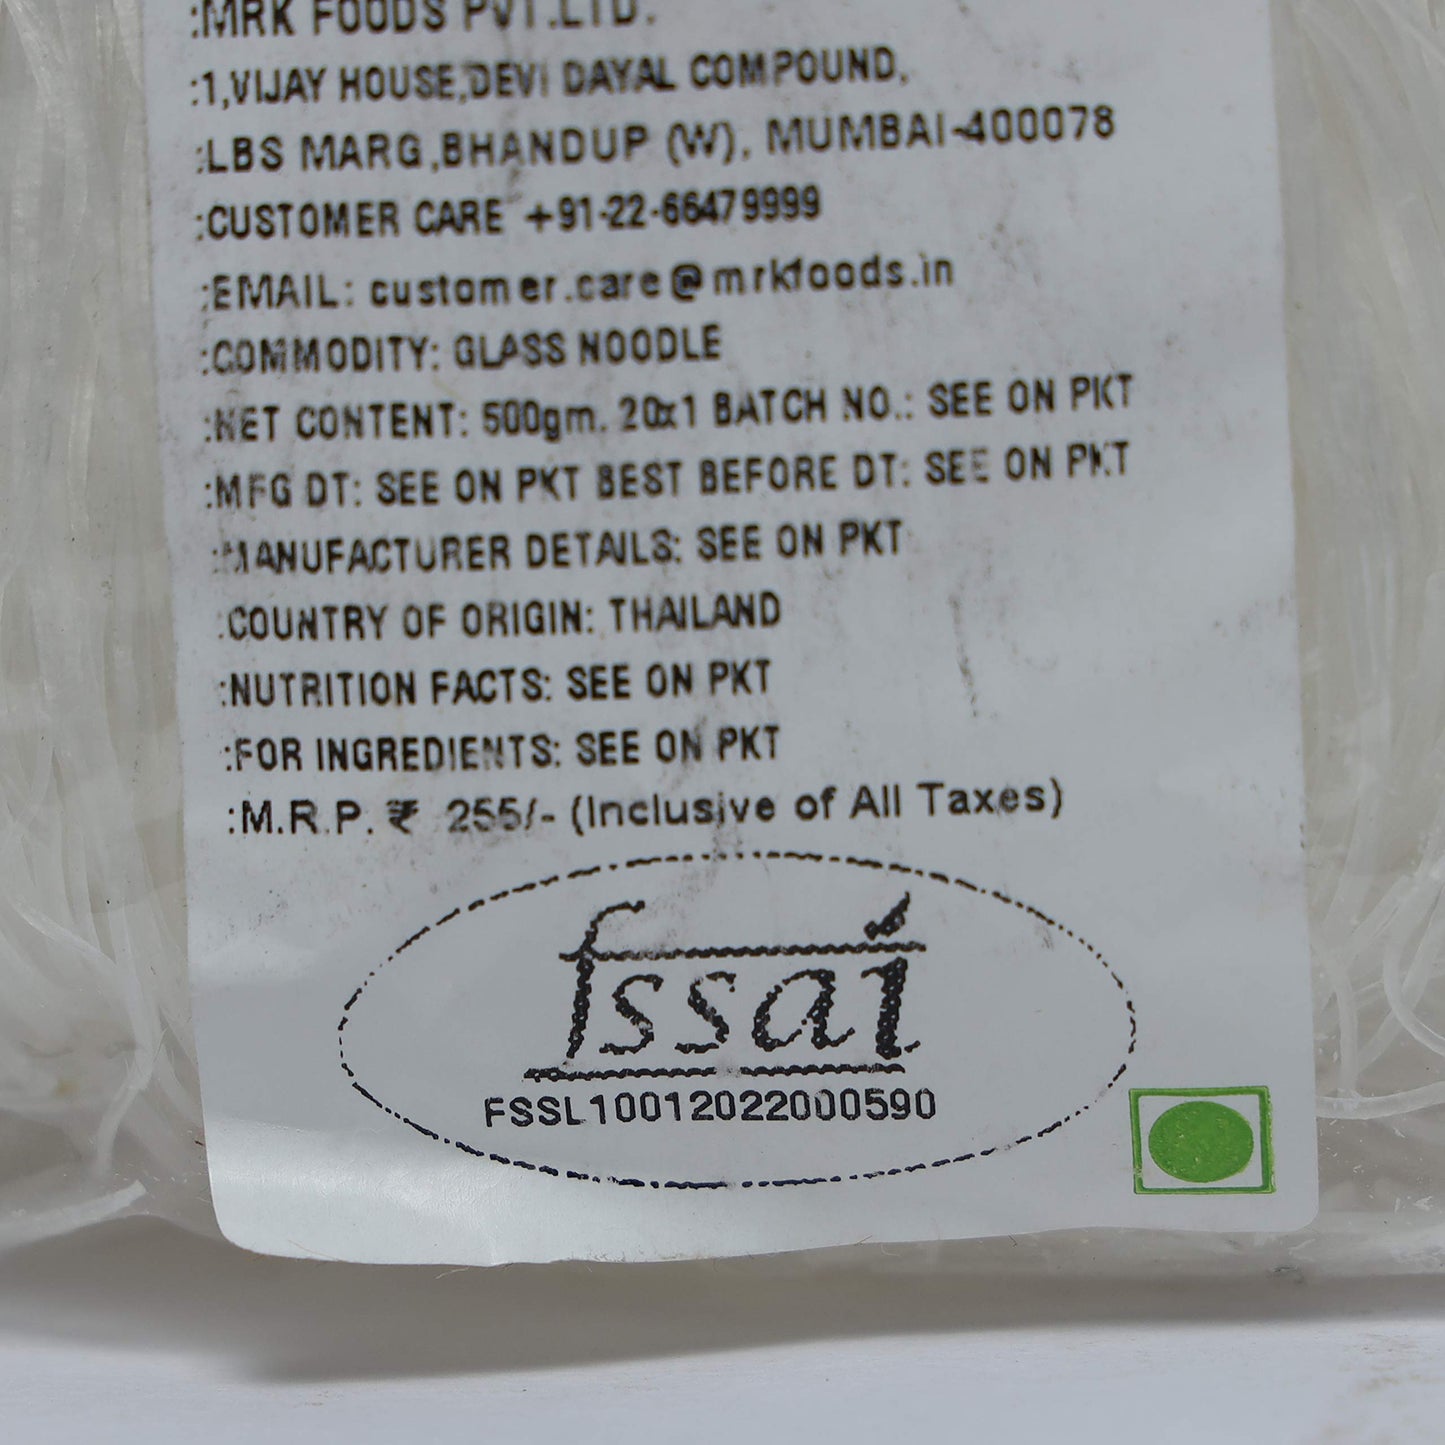 :MRK FOODS PVT.LTD.
:1,VIJAY HOUSE,DEVI DAYAL COMPOUND,
:LBS MARG,BHANDUP (W), MUMBAI-400078
:CUSTOMER CARE +91-22-66479999
:EMAIL: customer.care@mrkfoods.in
:COMMODITY: GLASS NOODLE
:NET CONTENT: 500gm. 20x1 BATCH NO.: SEE ON PKT
:MFG DT: SEE ON PKT BEST BEFORE DT: SEE ON PKT
:MANUFACTURER DETAILS: SEE ON PKT
:COUNTRY OF ORIGIN: THAILAND
:NUTRITION FACTS: SEE ON PKT
:FOR INGREDIENTS: SEE ON PKT
:M.R.P. ₹ 255/- (Inclusive of All Taxes)
fssai
FSSL10012022000590